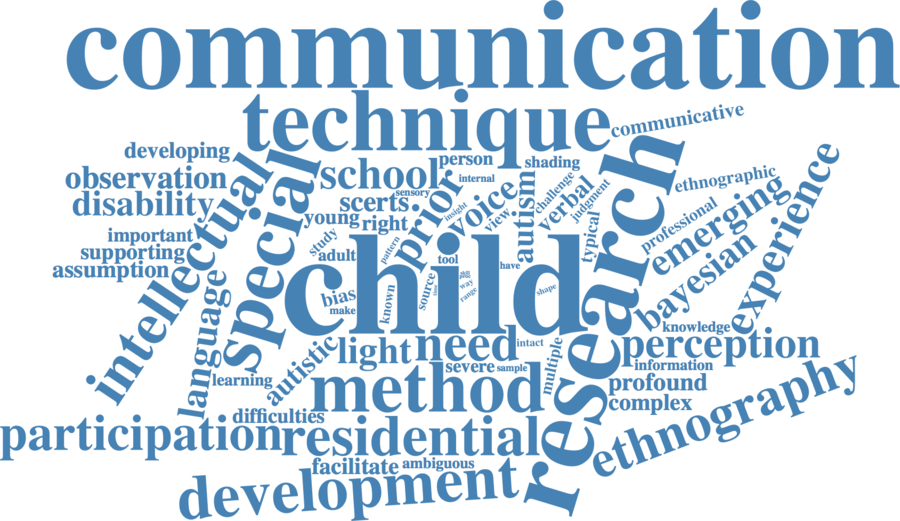 communication
technique
communicative
developing
observation
disability
intellectual
special
school
person
internal
shading
sensory
scerts
prior
insight
voice
view
autism
challenge
verbal
judgment
typical
research
ethnographic
professional
emerging
bayesian
experience
important
supporting
assumption
young
right
study
adult
pattern
tool
child
have
way
range
shape
source
known
bias
make
language
learning
autistic
light
need
intact
severe
sample
multiple
knowledge
perception
information
profound
complex
method
difficulties
participation
residential
ethnography
facilitate
ambiguous
development